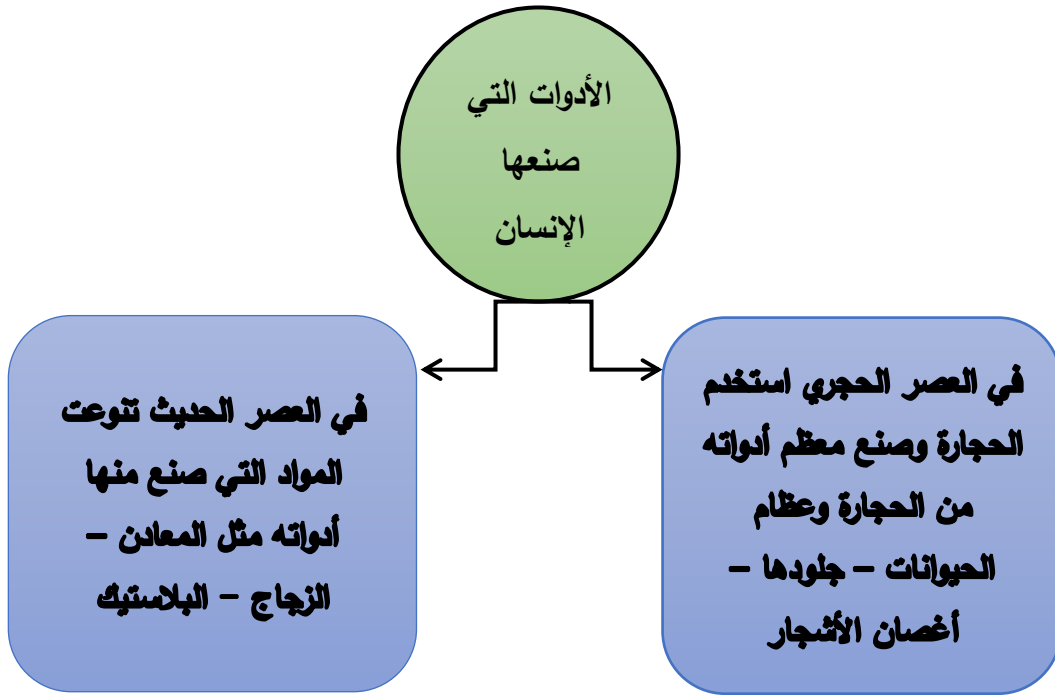 الأدوات التي
صنعها
الإنسان
في العصر الحجري استخدم
الحجارة وصنع معظم أدواته
من الحجارة وعظام
الحيوانات – جلودها –
أغصان الأشجار
في العصر الحديث تنوعت
المواد التي صنع منها
أدواته مثل المعادن –
الزجاج – البلاستيك